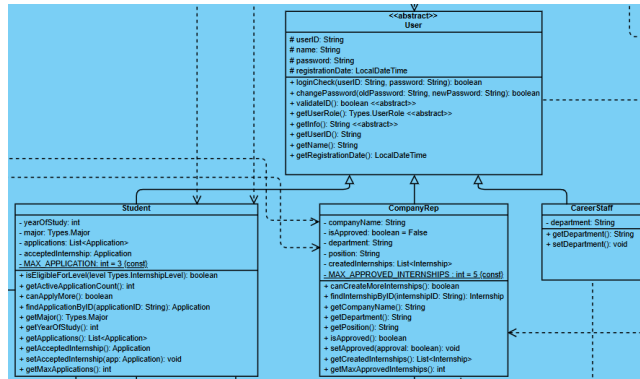 <<abstract>>
User
# userID: String
# name: String
# password: String
# registrationDate: LocalDateTime
+ loginCheck(userID: String, password: String): boolean
+ changePassword(oldPassword: String, newPassword: String): boolean
+ validateID(): boolean <<abstract>>
+ getUserRole(): Types.UserRole <<abstract>>
+ getInfo(): String <<abstract>>
+ getUserID(): String
+ getName(): String
+ getRegistrationDate(): LocalDateTime
Student
- yearOfStudy: int
- major: Types.Major
- applications: List<Application>
- acceptedInternship: Application
- MAX_APPLICATION: int = 3 {const}
+ isEligibleForLevel(level Types.InternshipLevel): boolean
+ getActiveApplicationCount(): int
+ canApplyMore(): boolean
+ findApplicationByID(applicationID: String): Application
+ getMajor(): Types.Major
+ getYearOfStudy(): int
+ getApplications(): List<Application>
+ getAcceptedInternship(): Application
+ setAcceptedInternship(app: Application): void
+ getMaxApplications(): int
CompanyRep
- companyName: String
- isApproved: boolean = False
- department: String
- position: String
- createdInternships: List<Internship>
- MAX_APPROVED_INTERNSHIPS : int = 5 {const}
+ canCreateMoreInternships(): boolean
+ findInternshipByID(internshipID: String): Internship
+ getCompanyName(): String
+ getDepartment(): String
+ getPosition(): String
+ isApproved(): boolean
+ setApproved(approval: boolean): void
+ getCreatedInternships(): List<Internship>
+ getMaxApprovedInternships(): int
CareerStaff
- department: String
+ getDepartment(): String
+ setDepartment(): void